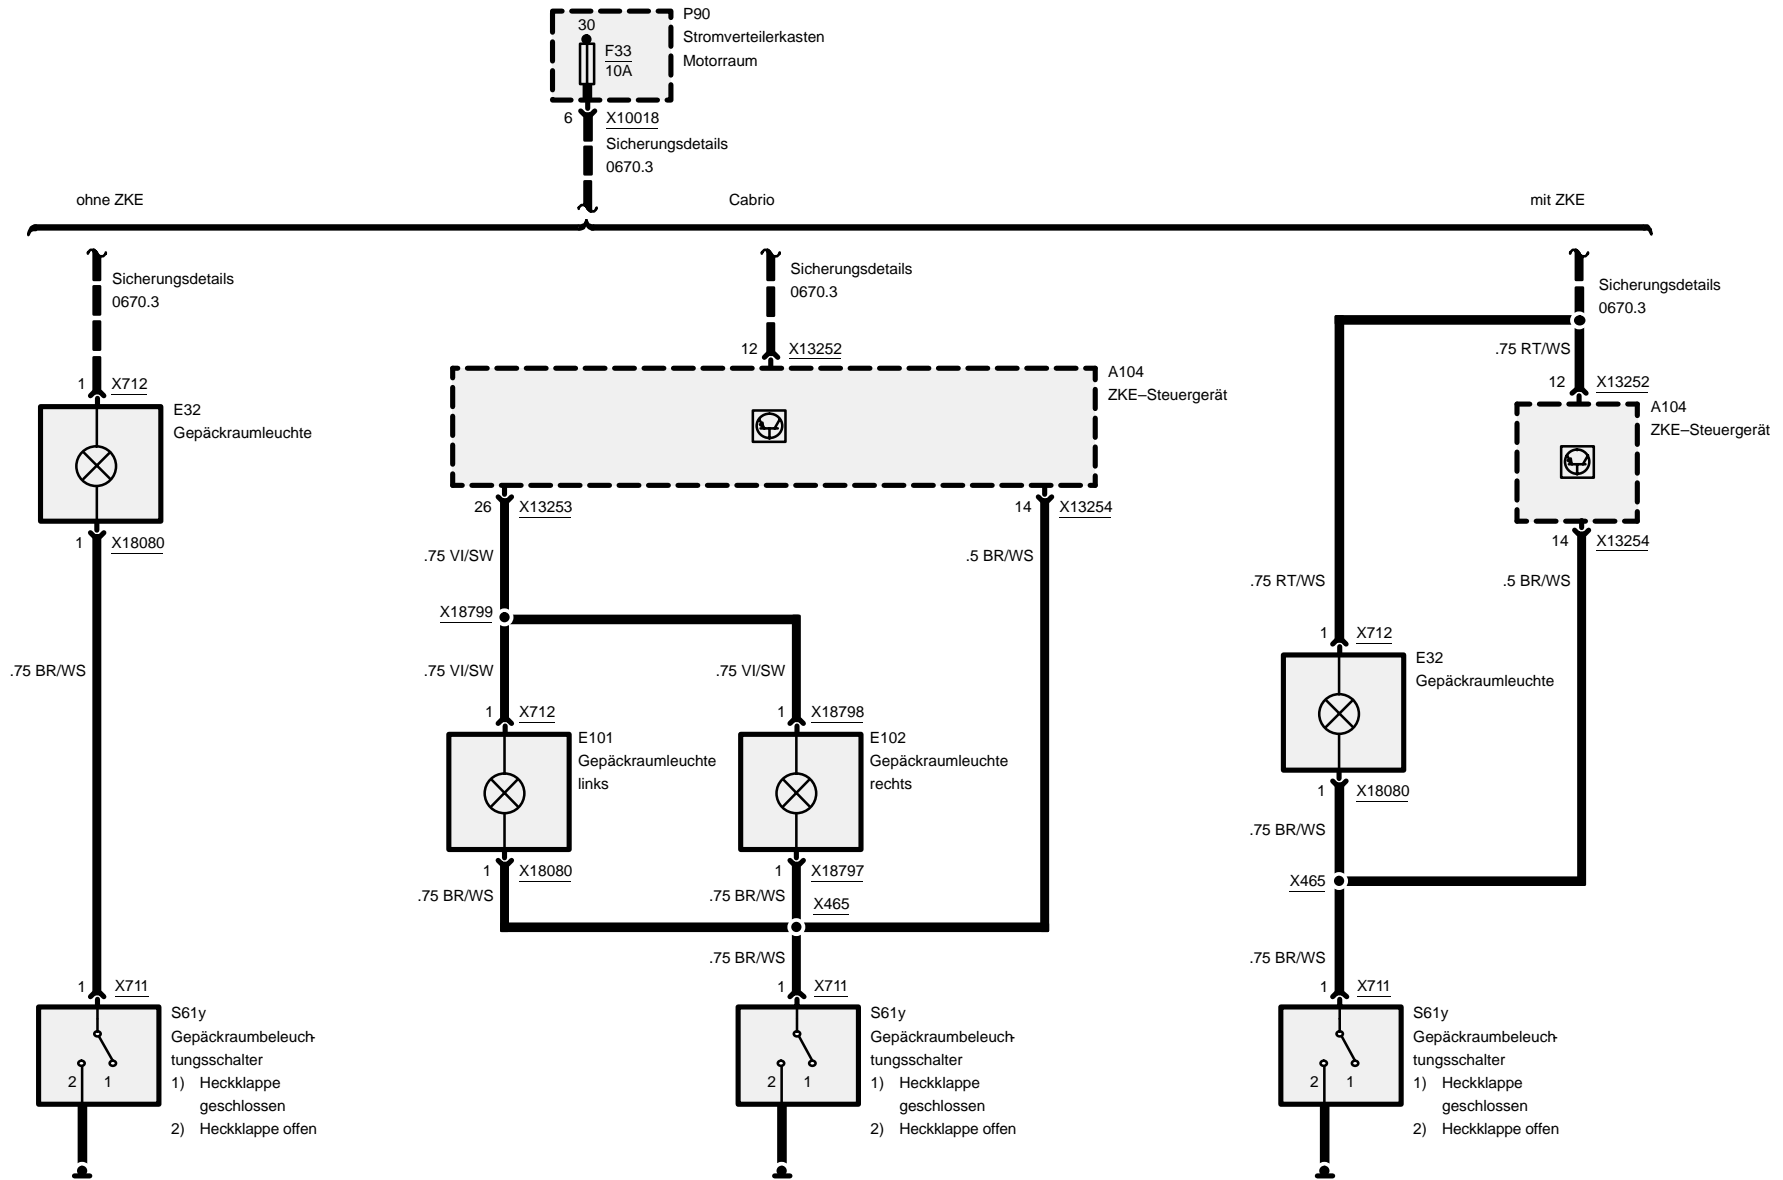 P90
Stromverteilerkasten
Motorraum
30
F33
10A
6 X10018
Sicherungsdetails
0670.3
ohne ZKE
Cabrio
mit ZKE
Sicherungsdetails
0670.3
1 X712
E32
Gepäckraumleuchte
1 X18080
.75 BR/WS
1 X711
S61y
Gepäckraumbeleuch-
tungsschalter
1) Heckklappe
geschlossen
2) Heckklappe offen
2 1
Sicherungsdetails
0670.3
12 X13252
A104
ZKE–Steuergerät
26 X13253
14 X13254
.75 VI/SW
.5 BR/WS
X18799
.75 VI/SW
.75 VI/SW
1 X712
1 X18798
E101
Gepäckraumleuchte
links
E102
Gepäckraumleuchte
rechts
1 X18080
1 X18797
.75 BR/WS
.75 BR/WS
X465
.75 BR/WS
1 X711
S61y
Gepäckraumbeleuch-
tungsschalter
1) Heckklappe
geschlossen
2) Heckklappe offen
2 1
Sicherungsdetails
0670.3
.75 RT/WS
12 X13252
A104
ZKE–Steuergerät
14 X13254
.75 RT/WS
.5 BR/WS
1 X712
E32
Gepäckraumleuchte
1 X18080
.75 BR/WS
X465
.75 BR/WS
1 X711
S61y
Gepäckraumbeleuch-
tungsschalter
1) Heckklappe
geschlossen
2) Heckklappe offen
2 1